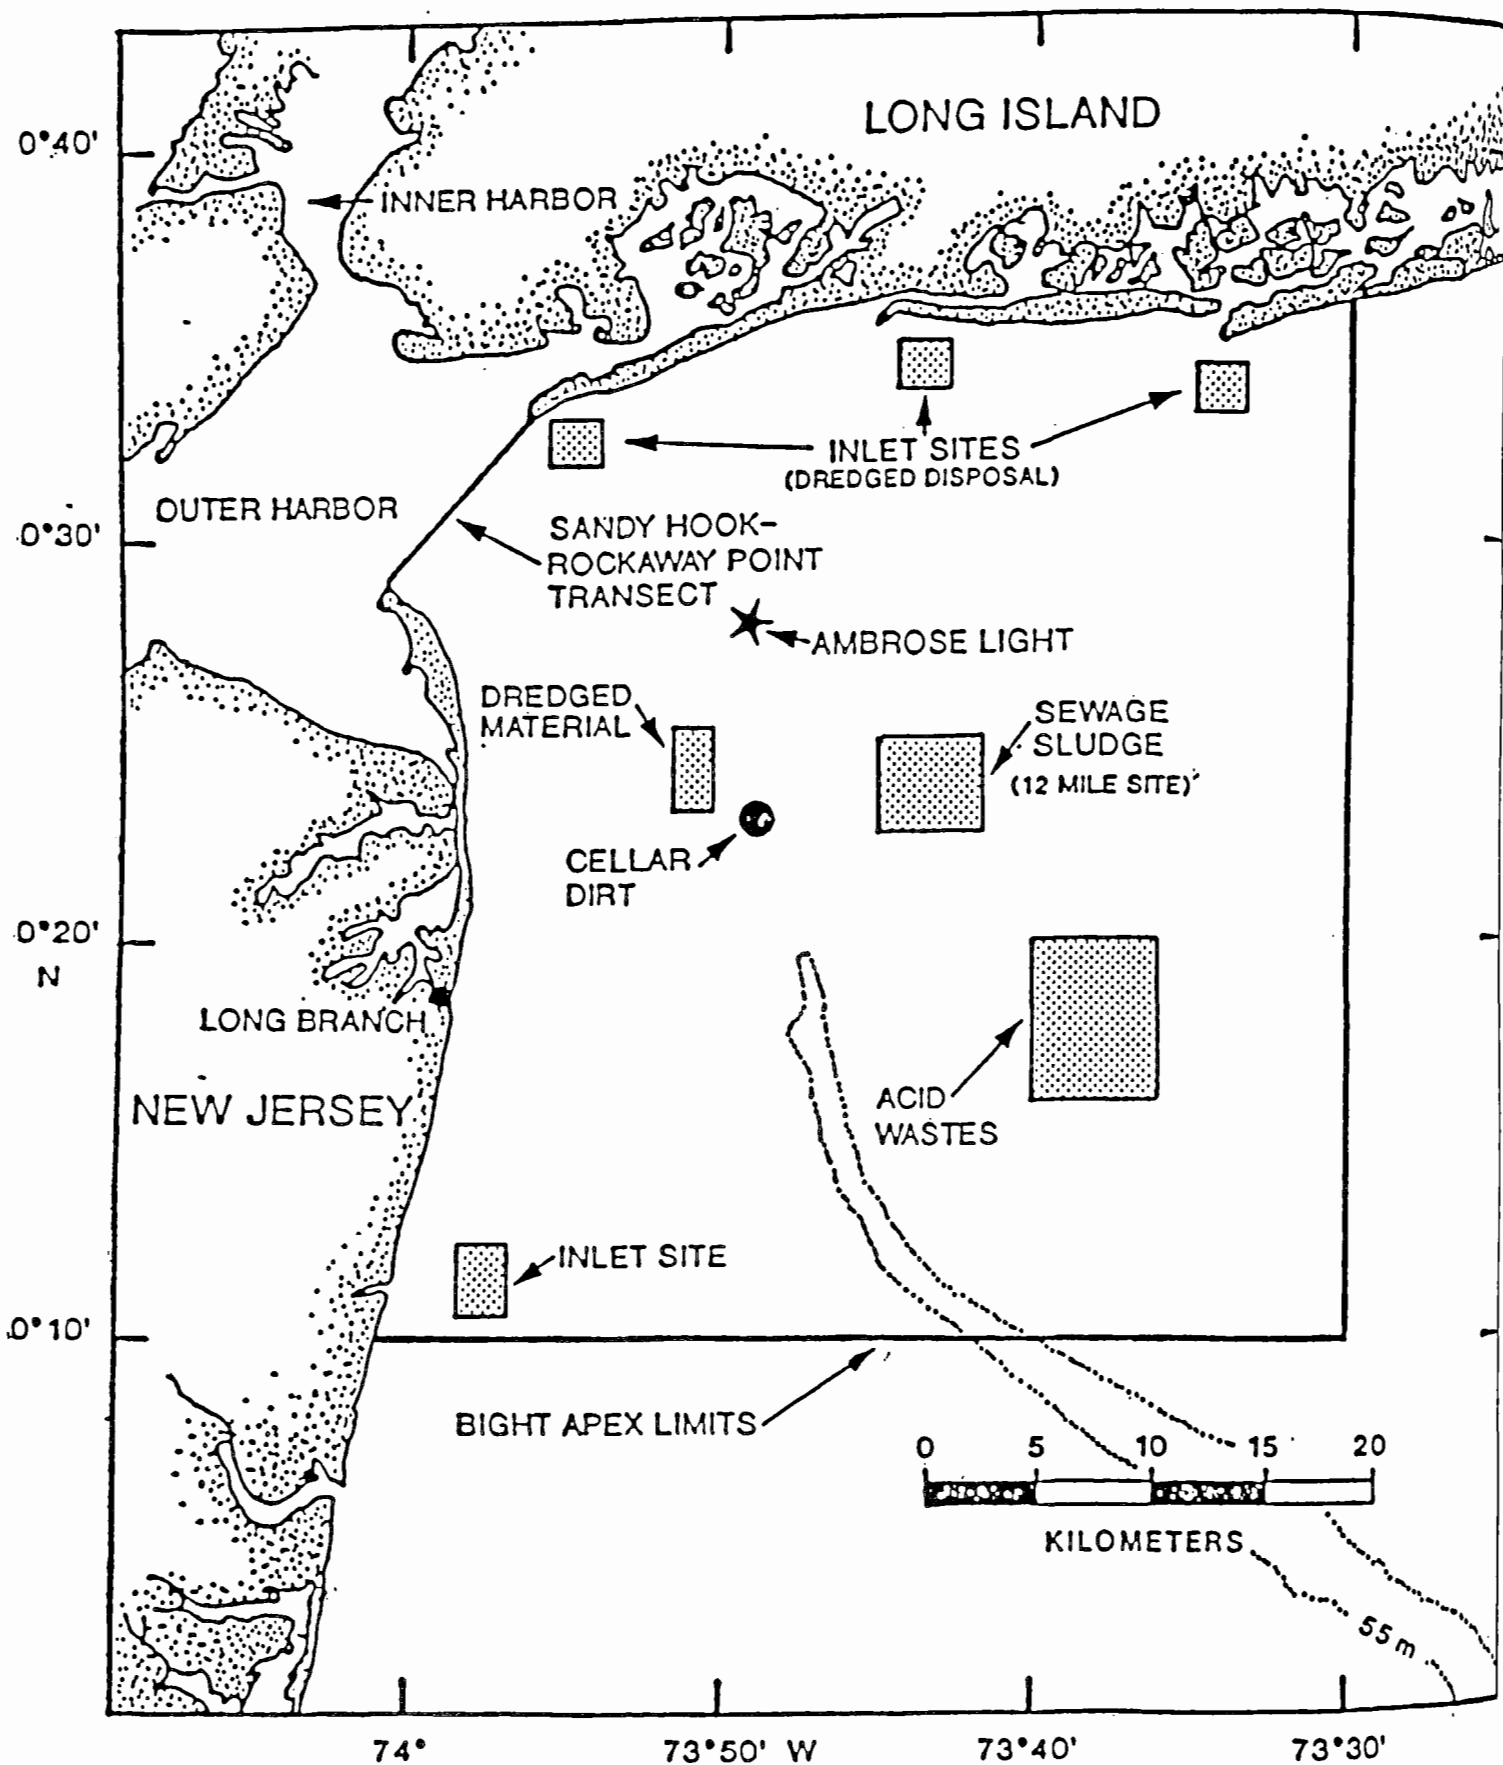 LONG ISLAND
0°40'
INNER HARBOR
INLET SITES
(DREDGED DISPOSAL)
OUTER HARBOR
0°30'
SANDY HOOK-
ROCKAWAY POINT
TRANSECT
AMBROSE LIGHT
DREDGED
MATERIAL
SEWAGE
SLUDGE
(12 MILE SITE)
CELLAR
DIRT
0°20'
N
LONG BRANCH
NEW JERSEY
ACID
WASTES
INLET SITE
0°10'
BIGHT APEX LIMITS
0 5 10 15 20
KILOMETERS
55m
74° 73°50' W 73°40' 73°30'